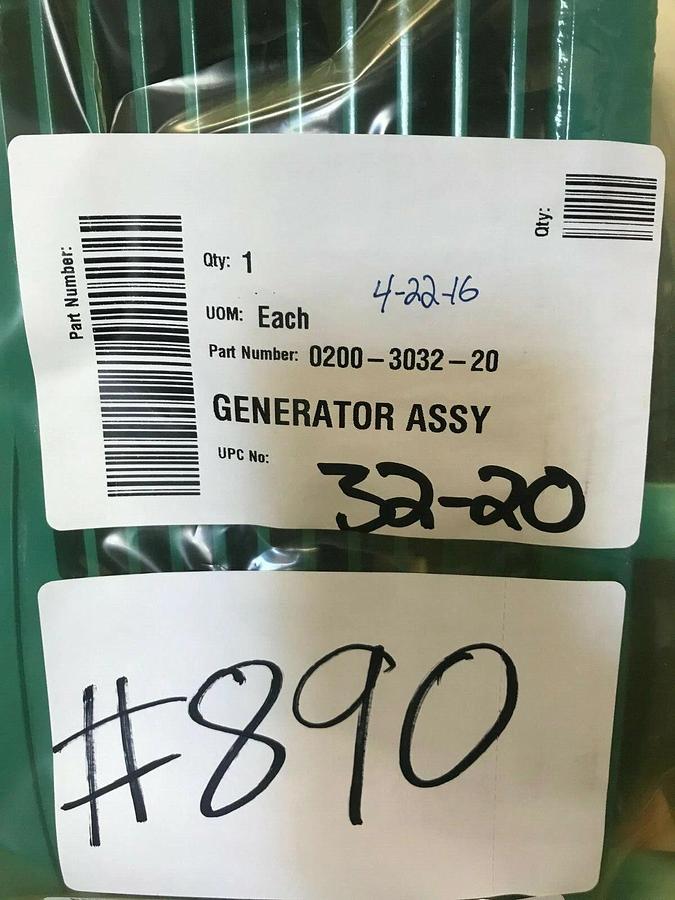 Part Number:
Qty:
Qty: 1
4-22-16
UOM: Each
Part Number: 0200-3032-20
GENERATOR ASSY
UPC No:
32-20
#890